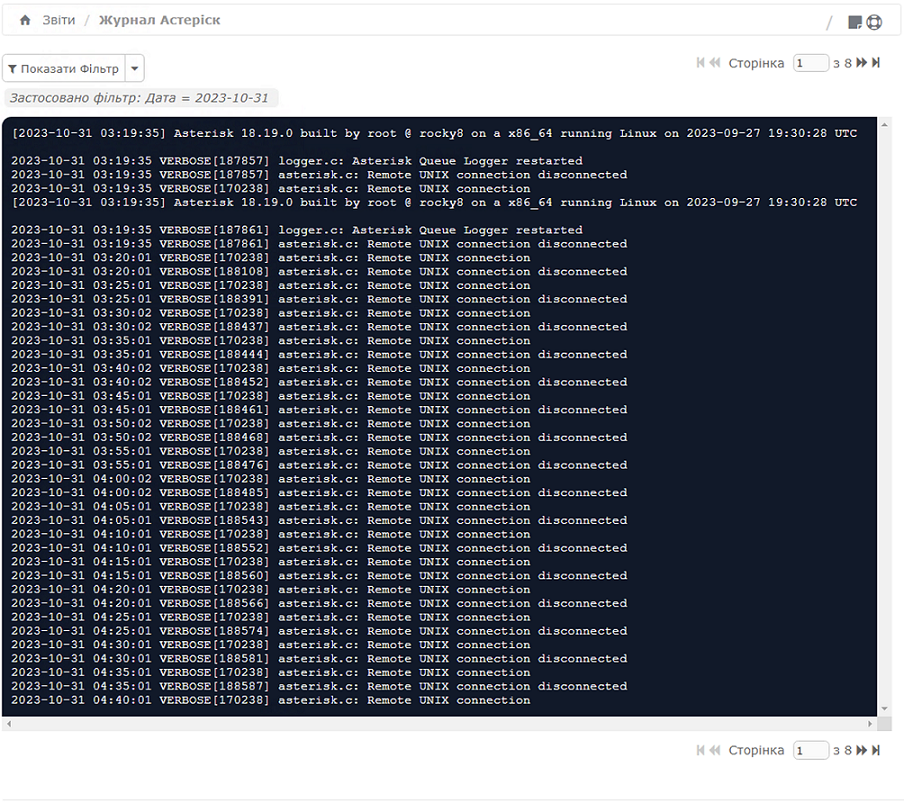 Звіти / Журнал Астеріск /
Показати Фільтр
Сторінка 1 з 8
Застосовано фільтр: Дата = 2023-10-31
[2023-10-31 03:19:35] Asterisk 18.19.0 built by root @ rocky8 on a x86_64 running Linux on 2023-09-27 19:30:28 UTC
2023-10-31 03:19:35 VERBOSE[187857] logger.c: Asterisk Queue Logger restarted
2023-10-31 03:19:35 VERBOSE[187857] asterisk.c: Remote UNIX connection disconnected
2023-10-31 03:19:35 VERBOSE[170238] asterisk.c: Remote UNIX connection
[2023-10-31 03:19:35] Asterisk 18.19.0 built by root @ rocky8 on a x86_64 running Linux on 2023-09-27 19:30:28 UTC
2023-10-31 03:19:35 VERBOSE[187861] logger.c: Asterisk Queue Logger restarted
2023-10-31 03:19:35 VERBOSE[187861] asterisk.c: Remote UNIX connection disconnected
2023-10-31 03:20:01 VERBOSE[170238] asterisk.c: Remote UNIX connection
2023-10-31 03:20:01 VERBOSE[188108] asterisk.c: Remote UNIX connection disconnected
2023-10-31 03:25:01 VERBOSE[170238] asterisk.c: Remote UNIX connection
2023-10-31 03:25:01 VERBOSE[188391] asterisk.c: Remote UNIX connection disconnected
2023-10-31 03:30:02 VERBOSE[170238] asterisk.c: Remote UNIX connection
2023-10-31 03:30:02 VERBOSE[188437] asterisk.c: Remote UNIX connection disconnected
2023-10-31 03:35:01 VERBOSE[170238] asterisk.c: Remote UNIX connection
2023-10-31 03:35:01 VERBOSE[188444] asterisk.c: Remote UNIX connection disconnected
2023-10-31 03:40:02 VERBOSE[170238] asterisk.c: Remote UNIX connection
2023-10-31 03:40:02 VERBOSE[188452] asterisk.c: Remote UNIX connection disconnected
2023-10-31 03:45:01 VERBOSE[170238] asterisk.c: Remote UNIX connection
2023-10-31 03:45:01 VERBOSE[188461] asterisk.c: Remote UNIX connection disconnected
2023-10-31 03:50:02 VERBOSE[170238] asterisk.c: Remote UNIX connection
2023-10-31 03:50:02 VERBOSE[188468] asterisk.c: Remote UNIX connection disconnected
2023-10-31 03:55:01 VERBOSE[170238] asterisk.c: Remote UNIX connection
2023-10-31 03:55:01 VERBOSE[188476] asterisk.c: Remote UNIX connection disconnected
2023-10-31 04:00:02 VERBOSE[170238] asterisk.c: Remote UNIX connection
2023-10-31 04:00:02 VERBOSE[188485] asterisk.c: Remote UNIX connection disconnected
2023-10-31 04:05:01 VERBOSE[170238] asterisk.c: Remote UNIX connection
2023-10-31 04:05:01 VERBOSE[188543] asterisk.c: Remote UNIX connection disconnected
2023-10-31 04:10:01 VERBOSE[170238] asterisk.c: Remote UNIX connection
2023-10-31 04:10:01 VERBOSE[188552] asterisk.c: Remote UNIX connection disconnected
2023-10-31 04:15:01 VERBOSE[170238] asterisk.c: Remote UNIX connection
2023-10-31 04:15:01 VERBOSE[188560] asterisk.c: Remote UNIX connection disconnected
2023-10-31 04:20:01 VERBOSE[170238] asterisk.c: Remote UNIX connection
2023-10-31 04:20:01 VERBOSE[188566] asterisk.c: Remote UNIX connection disconnected
2023-10-31 04:25:01 VERBOSE[170238] asterisk.c: Remote UNIX connection
2023-10-31 04:25:01 VERBOSE[188574] asterisk.c: Remote UNIX connection disconnected
2023-10-31 04:30:01 VERBOSE[170238] asterisk.c: Remote UNIX connection
2023-10-31 04:30:01 VERBOSE[188581] asterisk.c: Remote UNIX connection disconnected
2023-10-31 04:35:01 VERBOSE[170238] asterisk.c: Remote UNIX connection
2023-10-31 04:35:01 VERBOSE[188587] asterisk.c: Remote UNIX connection disconnected
2023-10-31 04:40:01 VERBOSE[170238] asterisk.c: Remote UNIX connection
Сторінка 1 з 8